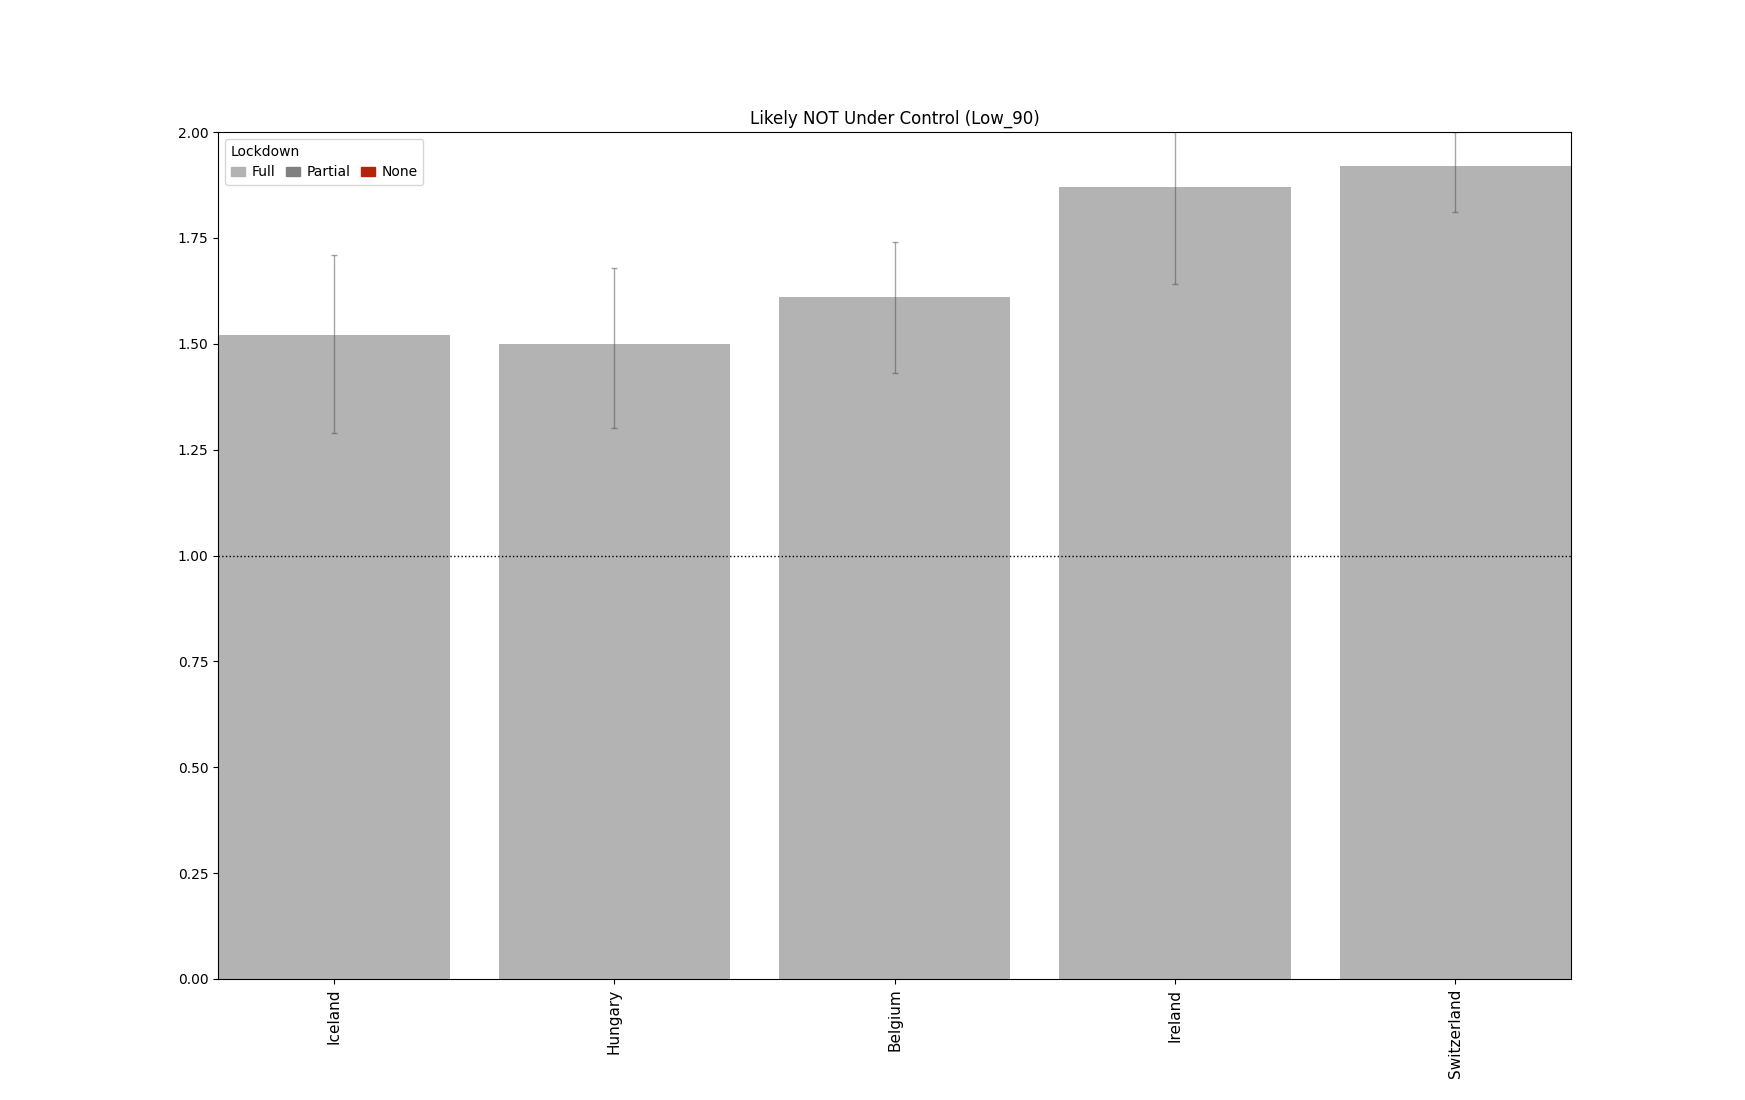 Likely NOT Under Control (Low_90)
Lockdown
Full Partial None
2.00
1.75
1.50
1.25
1.00
0.75
0.50
0.25
0.00
Iceland
Hungary
Belgium
Ireland
Switzerland